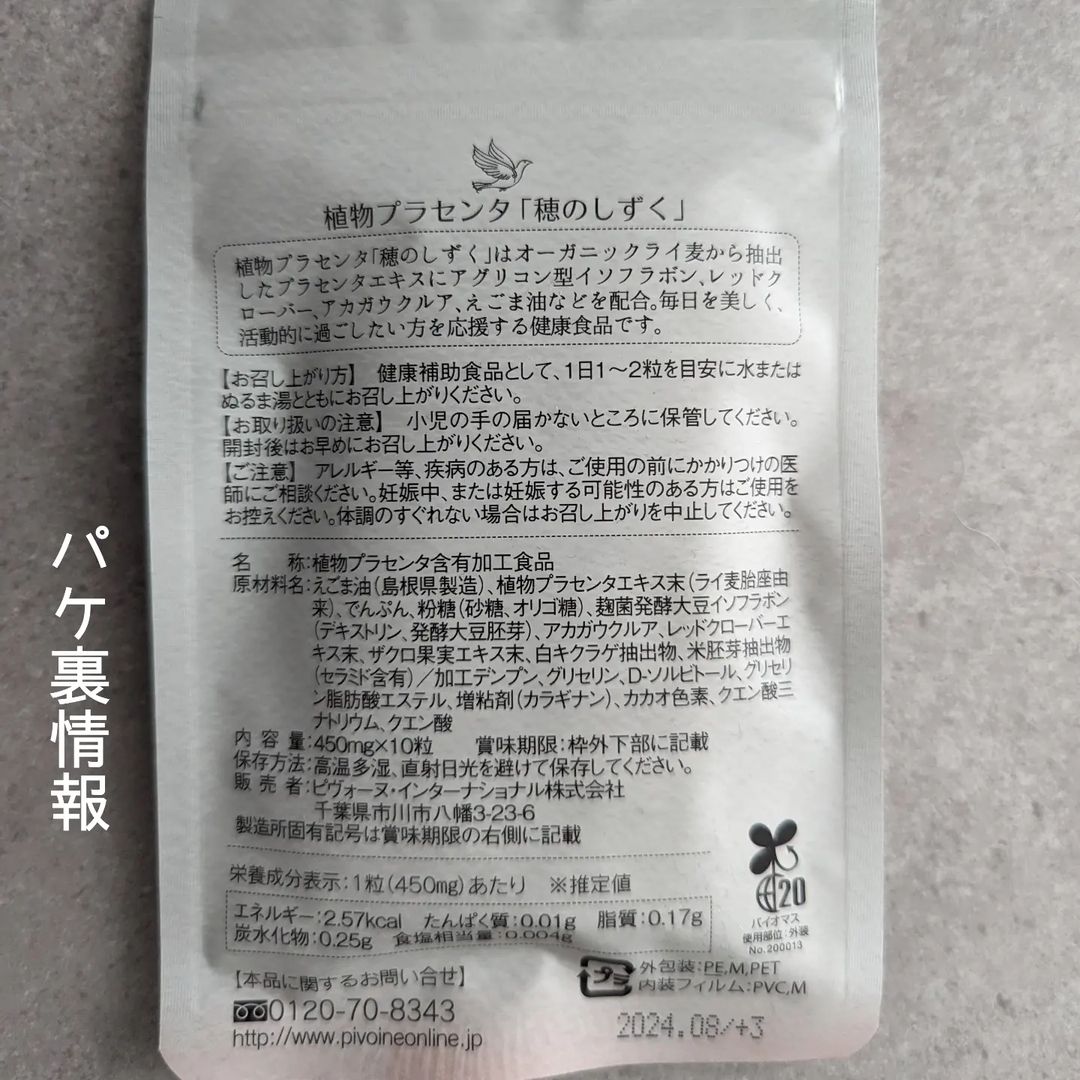 植物プラセンタ「穂のしずく」
植物プラセンタ「穂のしずく」はオーガニックライ麦から抽出
したプラセンタエキスにアグリコン型イソフラボン、レッドク
ローバー、アカガウクルア、えごま油などを配合。毎日を美しく、
活動的に過ごしたい方を応援する健康食品です。
【お召し上がり方】 健康補助食品として、1日1～2粒を目安に水または
ぬるま湯とともにお召し上がりください。
【お取り扱いの注意】 小児の手の届かないところに保管してください。
開封後はお早めにお召し上がりください。
【ご注意】 アレルギー等、疾病のある方は、ご使用の前にかかりつけの医
師にご相談ください。妊娠中、または妊娠する可能性のある方はご使用を
お控えください。体調のすぐれない場合はお召し上がりを中止してください。
名 称:植物プラセンタ含有加工食品
原材料名:えごま油(島根県製造)、植物プラセンタエキス末(ライ麦胎座由
来)、でんぷん、粉糖(砂糖、オリゴ糖)、麹菌発酵大豆イソフラボン
(デキストリン、発酵大豆胚芽)、アカガウクルア、レッドクローバーエ
キス末、ザクロ果実エキス末、白キクラゲ抽出物、米胚芽抽出物
(セラミド含有)／加工デンプン、グリセリン、D-ソルビトール、グリセリ
ン脂肪酸エステル、増粘剤(カラギナン)、カカオ色素、クエン酸三
ナトリウム、クエン酸
内 容 量:450mg×10粒 賞味期限:枠外下部に記載
保存方法:高温多湿、直射日光を避けて保存してください。
販 売 者:ピヴォーヌ・インターナショナル株式会社
千葉県市川市八幡3-23-6
製造所固有記号は賞味期限の右側に記載
栄養成分表示:1粒(450mg)あたり ※推定値
エネルギー:2.57kcal たんぱく質:0.01g 脂質:0.17g
炭水化物:0.25g 食塩相当量:0.004g
【本品に関するお問い合せ】
0120-70-8343
http://www.pivoineonline.jp
20
バイオマス
使用部位:外装
No.200013
プラ
外包装:PE,M,PET
内装フィルム:PVC,M
2024.08/+3
パケ裏情報